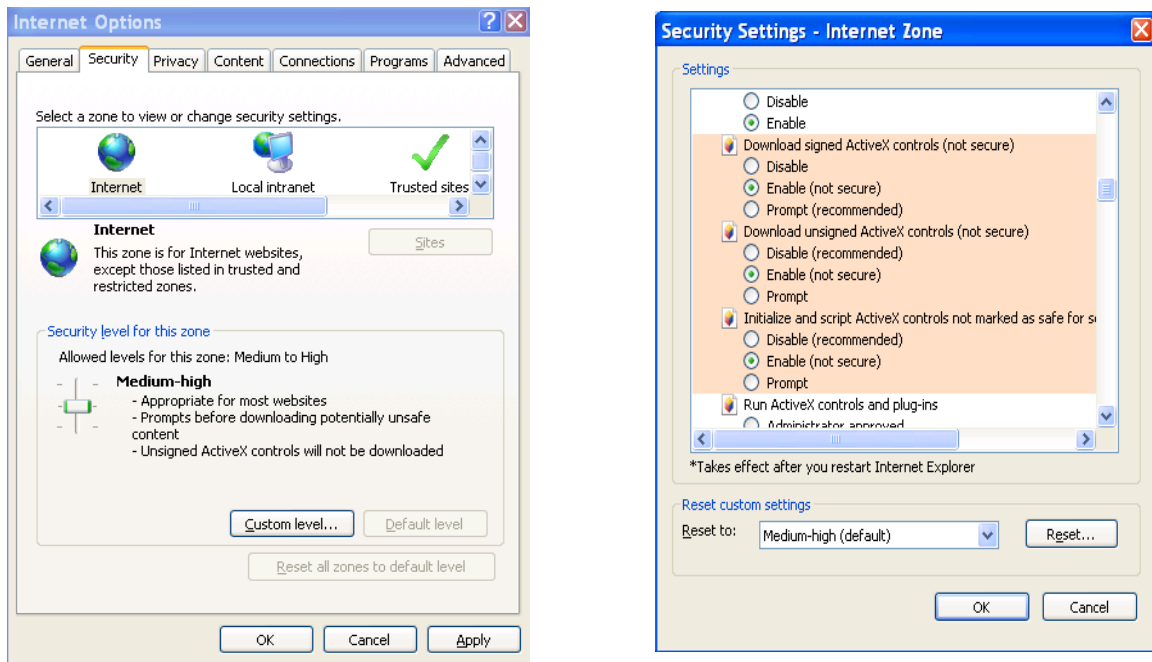 Internet Options
General Security Privacy Content Connections Programs Advanced
Select a zone to view or change security settings.
Internet Local intranet Trusted sites
Internet
Sites
This zone is for Internet websites,
except those listed in trusted and
restricted zones.
Security level for this zone
Allowed levels for this zone: Medium to High
Medium-high
- Appropriate for most websites
- Prompts before downloading potentially unsafe
content
- Unsigned ActiveX controls will not be downloaded
Custom level... Default level
Reset all zones to default level
OK Cancel Apply
Security Settings - Internet Zone
Settings
Disable
Enable
Download signed ActiveX controls (not secure)
Disable
Enable (not secure)
Prompt (recommended)
Download unsigned ActiveX controls (not secure)
Disable (recommended)
Enable (not secure)
Prompt
Initialize and script ActiveX controls not marked as safe for s
Disable (recommended)
Enable (not secure)
Prompt
Run ActiveX controls and plug-ins
Administrator approved
*Takes effect after you restart Internet Explorer
Reset custom settings
Reset to: Medium-high (default) Reset...
OK Cancel